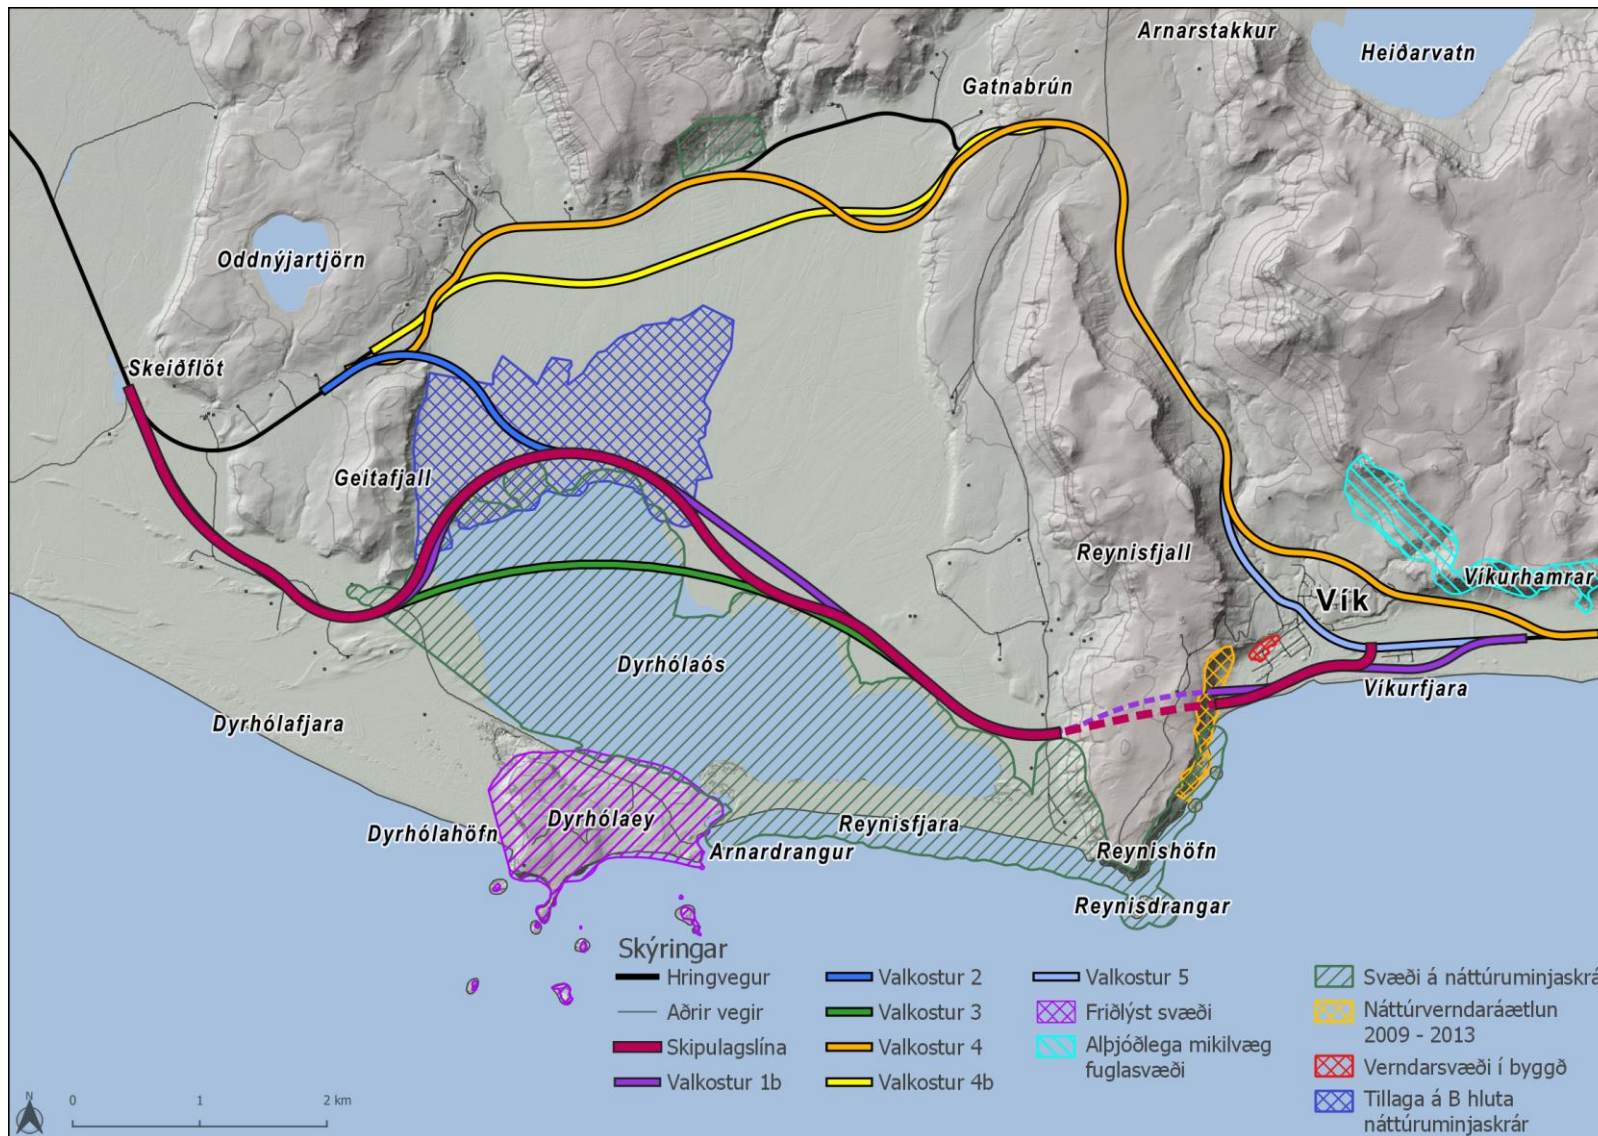 Arnarstakkur
Heiðarvatn
Gatnabrún
Oddnýjartjörn
Skeiðflöt
Geitafjall
Reynisfjall
Víkurhamrar
Vík
Dyrhólaós
Víkurfjara
Dyrhólafjara
Dyrhólaey
Reynisfjara
Dyrhólahöfn
Arnardrangur
Reynishöfn
Reynisdrangar
Skýringar
Hringvegur
Aðrir vegir
Skipulagslína
Valkostur 1b
Valkostur 2
Valkostur 3
Valkostur 4
Valkostur 4b
Valkostur 5
Friðlýst svæði
Alþjóðlega mikilvæg
fuglasvæði
Svæði á náttúruminjaskrá
Náttúrverndaráætlun
2009 - 2013
Verndarsvæði í byggð
Tillaga á B hluta
náttúruminjaskrár
N
0 1 2 km